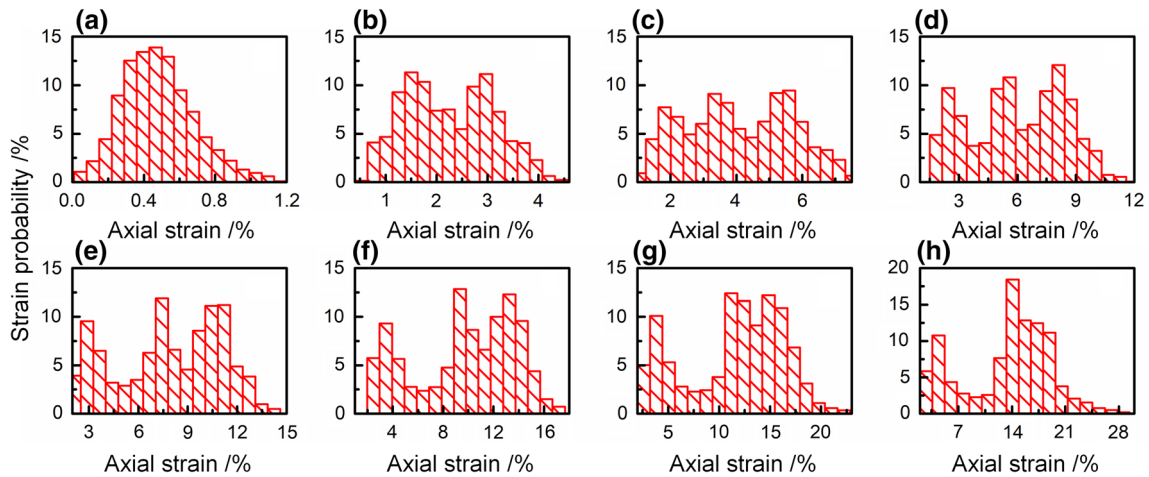 (a) (b) (c) (d)
15 15 15 15
10 10 10 10
5 5 5 5
0 0 0 0
0.0 0.4 0.8 1.2 1 2 3 4 2 4 6 3 6 9 12
Axial strain /% Axial strain /% Axial strain /% Axial strain /%
Strain probability /%
(e) (f) (g) (h)
15 15 15 20
10 10 10 15
5 5 5 10
0 0 0 5
0
3 6 9 12 15 4 8 12 16 5 10 15 20 7 14 21 28
Axial strain /% Axial strain /% Axial strain /% Axial strain /%